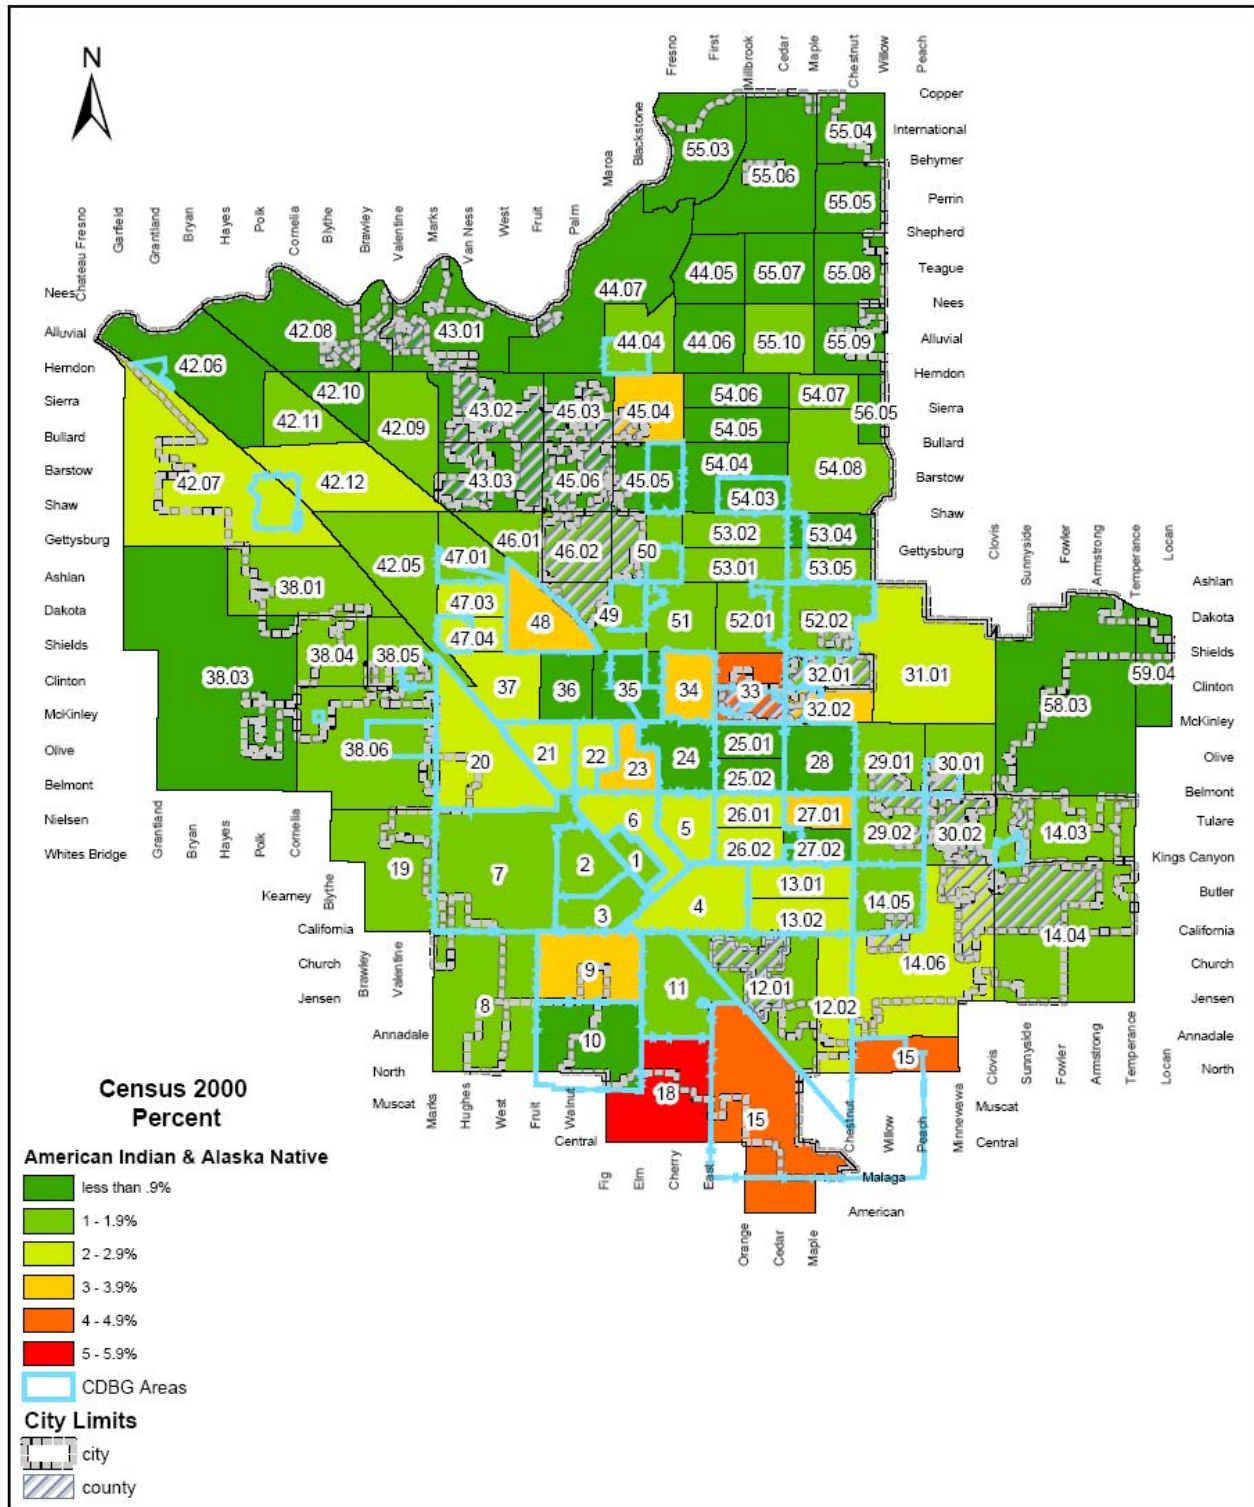 N
Fresno
First
Millbrook
Cedar
Maple
Chestnut
Willow
Peach
Copper
International
Behymer
Perrin
Shepherd
Teague
Nees
Alluvial
Herndon
Sierra
Bullard
Barstow
Shaw
Gettysburg
Blackstone
Maroa
Chateau Fresno
Garfield
Grantland
Bryan
Hayes
Polk
Cornelia
Blythe
Brawley
Valentine
Marks
Van Ness
West
Fruit
Palm
Nees
Alluvial
Herndon
Sierra
Bullard
Barstow
Shaw
Gettysburg
Ashlan
Dakota
Shields
Clinton
McKinley
Olive
Belmont
Nielsen
Whites Bridge
Kearney
California
Church
Jensen
Annadale
North
Muscat
Central
Clovis
Sunnyside
Fowler
Armstrong
Temperance
Locan
Ashlan
Dakota
Shields
Clinton
McKinley
Olive
Belmont
Tulare
Kings Canyon
Butler
California
Church
Jensen
Annadale
North
Muscat
Central
Malaga
American
Grantland
Bryan
Hayes
Polk
Cornelia
Blythe
Brawley
Valentine
Marks
Hughes
West
Fruit
Walnut
Fig
Elm
Cherry
East
Orange
Cedar
Maple
Chestnut
Willow
Peach
Minnewawa
Clovis
Sunnyside
Fowler
Armstrong
Temperance
Locan
55.03
55.04
55.06
55.05
44.07
44.05
55.07
55.08
42.06
42.08
43.01
44.04
44.06
55.10
55.09
42.10
42.11
42.09
43.02
45.03
45.04
54.06
54.07
56.05
54.05
42.07
42.12
43.03
45.06
45.05
54.04
54.03
54.08
42.05
47.01
46.01
46.02
50
53.02
53.04
53.01
53.05
38.01
47.03
47.04
48
49
51
52.01
52.02
38.03
38.04
38.05
37
36
35
34
33
32.01
32.02
31.01
58.03
59.04
38.06
20
21
22
23
24
25.01
25.02
28
29.01
30.01
19
7
6
5
26.01
26.02
27.01
27.02
29.02
30.02
14.03
2
1
3
4
13.01
13.02
14.05
14.04
14.06
8
9
11
12.01
12.02
10
18
15
15
Census 2000
Percent
American Indian & Alaska Native
less than .9%
1 - 1.9%
2 - 2.9%
3 - 3.9%
4 - 4.9%
5 - 5.9%
CDBG Areas
City Limits
city
county